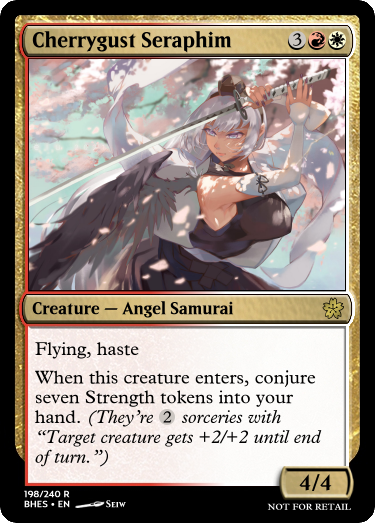 Cherrygust Seraphim 3
Creature — Angel Samurai
Flying, haste
When this creature enters, conjure
seven Strength tokens into your
hand. (They're 2 sorceries with
“Target creature gets +2/+2 until end
of turn.”)
4/4
198/240 R
BHES • EN Seiw
NOT FOR RETAIL